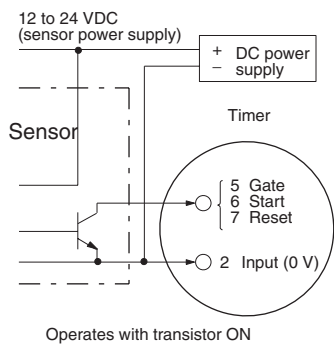 12 to 24 VDC
(sensor power supply)
+ DC power
− supply
Timer
Sensor
5 Gate
6 Start
7 Reset
2 Input (0 V)
Operates with transistor ON